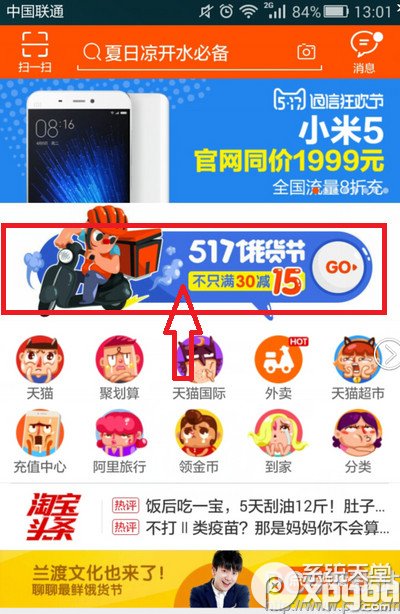 中国联通
2G
84%
13:01
扫一扫
夏日凉开水必备
消息
08:16
517通信狂欢节
小米5
官网同价1999元
全国流量8折充
517饿货节
不只满30减15
GO
HOT
天猫
聚划算
天猫国际
外卖
天猫超市
充值中心
阿里旅行
领金币
到家
分类
淘宝头条
热评 饭后吃一宝,5天刮油12斤!肚子...
热评 不打 II 类疫苗?那是妈妈你不会算...
兰渡文化也来了!
聊聊最鲜饿货节
系统天堂